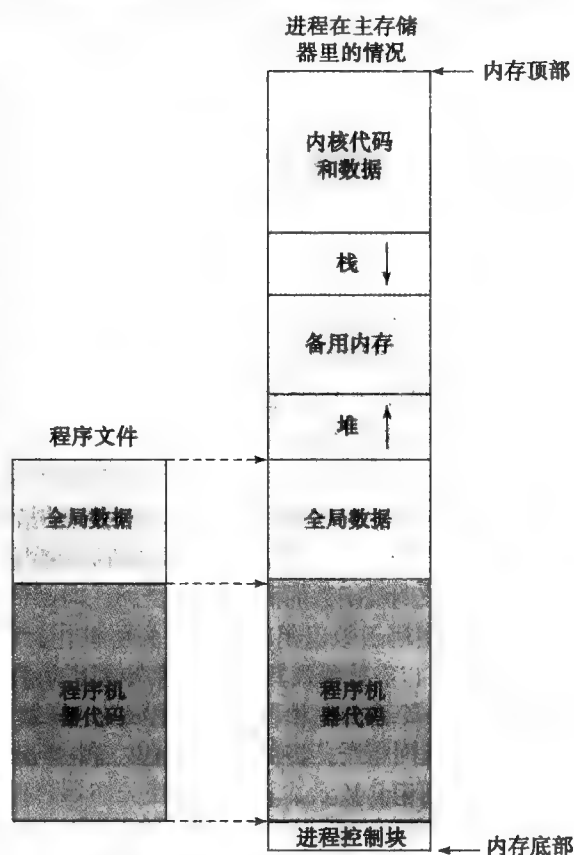 进程在主存储
器里的情况
内存顶部
内核代码
和数据
栈
备用内存
堆
程序文件
全局数据
全局数据
程序机
器代码
程序机
器代码
进程控制块
内存底部